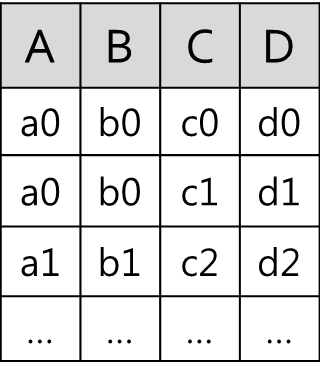 A B C D
a0 b0 c0 d0
a0 b0 c1 d1
a1 b1 c2 d2
... ... ... ...